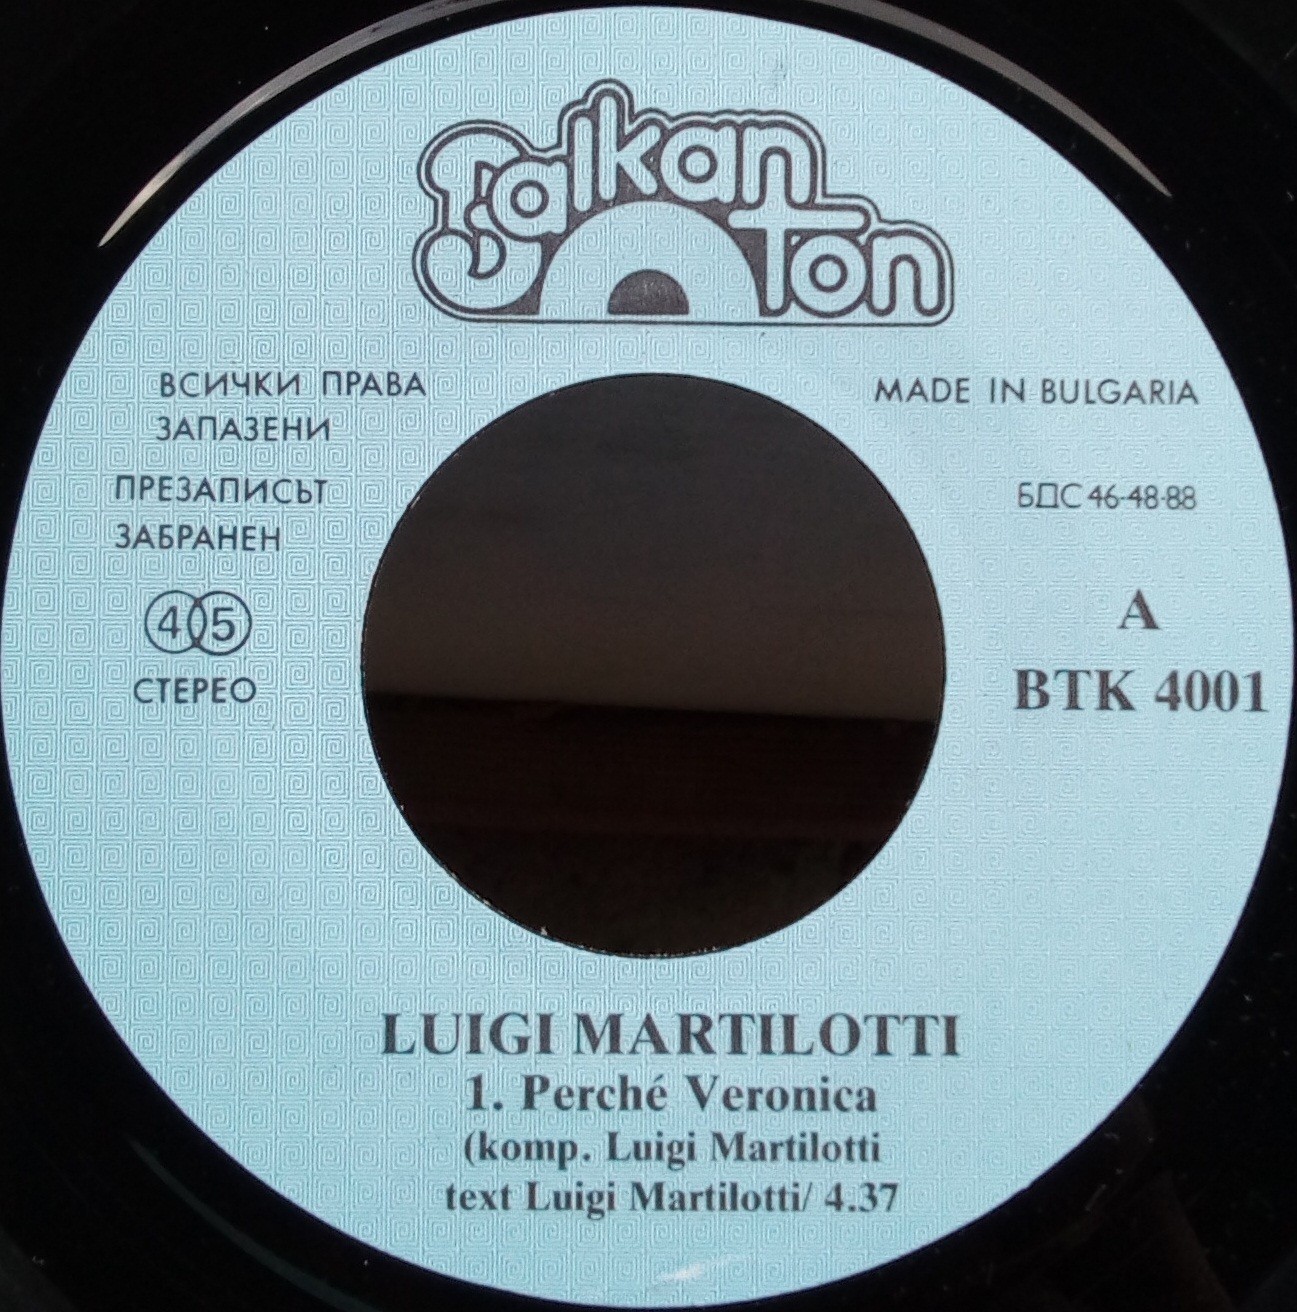 Balkan
ton
ВСИЧКИ ПРАВА
ЗАПАЗЕНИ
ПРЕЗАПИСЪТ
ЗАБРАНЕН
45
СТЕРЕО
MADE IN BULGARIA
БДС 46-48-88
A
BTK 4001
LUIGI MARTILOTTI
1. Perché Veronica
(komp. Luigi Martilotti
text Luigi Martilotti/ 4.37